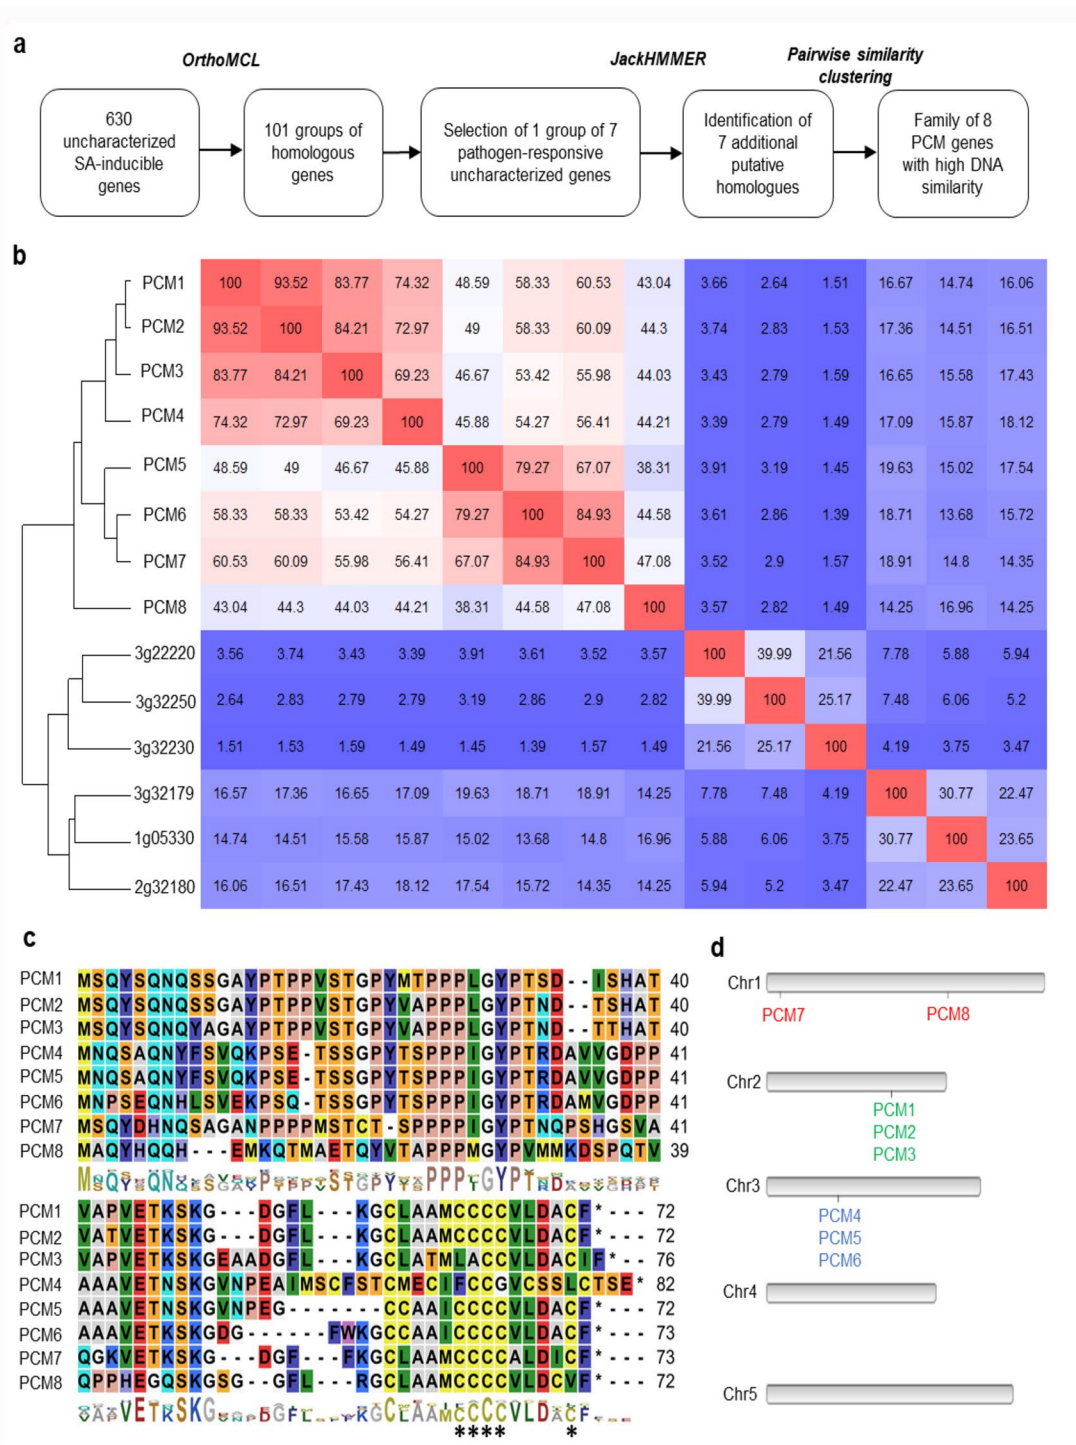 a
OrthoMCL
JackHMMER
Pairwise similarity
clustering
630
uncharacterized
SA-inducible
genes
101 groups of
homologous
genes
Selection of 1 group of 7
pathogen-responsive
uncharacterized genes
Identification of
7 additional
putative
homologues
Family of 8
PCM genes
with high DNA
similarity
b
PCM1 100 93.52 83.77 74.32 48.59 58.33 60.53 43.04 3.66 2.64 1.51 16.67 14.74 16.06
PCM2 93.52 100 84.21 72.97 49 58.33 60.09 44.3 3.74 2.83 1.53 17.36 14.51 16.51
PCM3 83.77 84.21 100 69.23 46.67 53.42 55.98 44.03 3.43 2.79 1.59 16.65 15.58 17.43
PCM4 74.32 72.97 69.23 100 45.88 54.27 56.41 44.21 3.39 2.79 1.49 17.09 15.87 18.12
PCM5 48.59 49 46.67 45.88 100 79.27 67.07 38.31 3.91 3.19 1.45 19.63 15.02 17.54
PCM6 58.33 58.33 53.42 54.27 79.27 100 84.93 44.58 3.61 2.86 1.39 18.71 13.68 15.72
PCM7 60.53 60.09 55.98 56.41 67.07 84.93 100 47.08 3.52 2.9 1.57 18.91 14.8 14.35
PCM8 43.04 44.3 44.03 44.21 38.31 44.58 47.08 100 3.57 2.82 1.49 14.25 16.96 14.25
3g22220 3.56 3.74 3.43 3.39 3.91 3.61 3.52 3.57 100 39.99 21.56 7.78 5.88 5.94
3g32250 2.64 2.83 2.79 2.79 3.19 2.86 2.9 2.82 39.99 100 25.17 7.48 6.06 5.2
3g32230 1.51 1.53 1.59 1.49 1.45 1.39 1.57 1.49 21.56 25.17 100 4.19 3.75 3.47
3g32179 16.57 17.36 16.65 17.09 19.63 18.71 18.91 14.25 7.78 7.48 4.19 100 30.77 22.47
1g05330 14.74 14.51 15.58 15.87 15.02 13.68 14.8 16.96 5.88 6.06 3.75 30.77 100 23.65
2g32180 16.06 16.51 17.43 18.12 17.54 15.72 14.35 14.25 5.94 5.2 3.47 22.47 23.65 100
c
PCM1 MSQYSQNQSSGAYPTPPVSTGPYMTPPPLGYPTSD--ISHAT 40
PCM2 MSQYSQNQSSGAYPTPPVSTGPYVAPPPLGYPTND--TSHAT 40
PCM3 MSQYSQNQYAGAYPTPPVSTGPYVAPPPLGYPTND--TTHAT 40
PCM4 MNQSAQNYFSVQKPSE-TSSGPYTSPPPIGYPTRDAVVGDPP 41
PCM5 MNQSAQNYFSVQKPSE-TSSGPYTSPPPIGYPTRDAVVGDPP 41
PCM6 MNPSEQNHLSVEKPSQ-TSSGPYTSPPPIGYPTRDAMVGDPP 41
PCM7 MSQYDHNQSAGANPPPPMSTCT-SPPPPIGYPTNQPSHGSVA 41
PCM8 MAQYHQQH---EMKQTMAETQYVTAPPPMGYPVMMKDSPQTV 39
PCM1 VAPVETKSKG---DGFL---KGCLAAMCCCCVLDACF*--- 72
PCM2 VATVETKSKG---DGFL---KGCLAAMCCCCVLDACF*--- 72
PCM3 VAPVETKSKGEAADGFL---KGCLATMLACCVLDACIF*-- 76
PCM4 AAAVETNSKGVNPEAIMSCFSTCMECIFCCGVCSSLCTSE* 82
PCM5 AAAVETNSKGVNPEG-------CCAAICCCCVLDACF*--- 72
PCM6 AAAVETKSKGDG------FWKGCCAAICCCCVLDACF*--- 73
PCM7 QGKVETKSKG---DGF---FKGCLAAMCCCCALDICF*--- 73
PCM8 QPPHEGQSKGSG--GFL---RGCLAAMCCCCVLDCVF*--- 72
**** *
d
Chr1
PCM7 PCM8
Chr2
PCM1
PCM2
PCM3
Chr3
PCM4
PCM5
PCM6
Chr4
Chr5